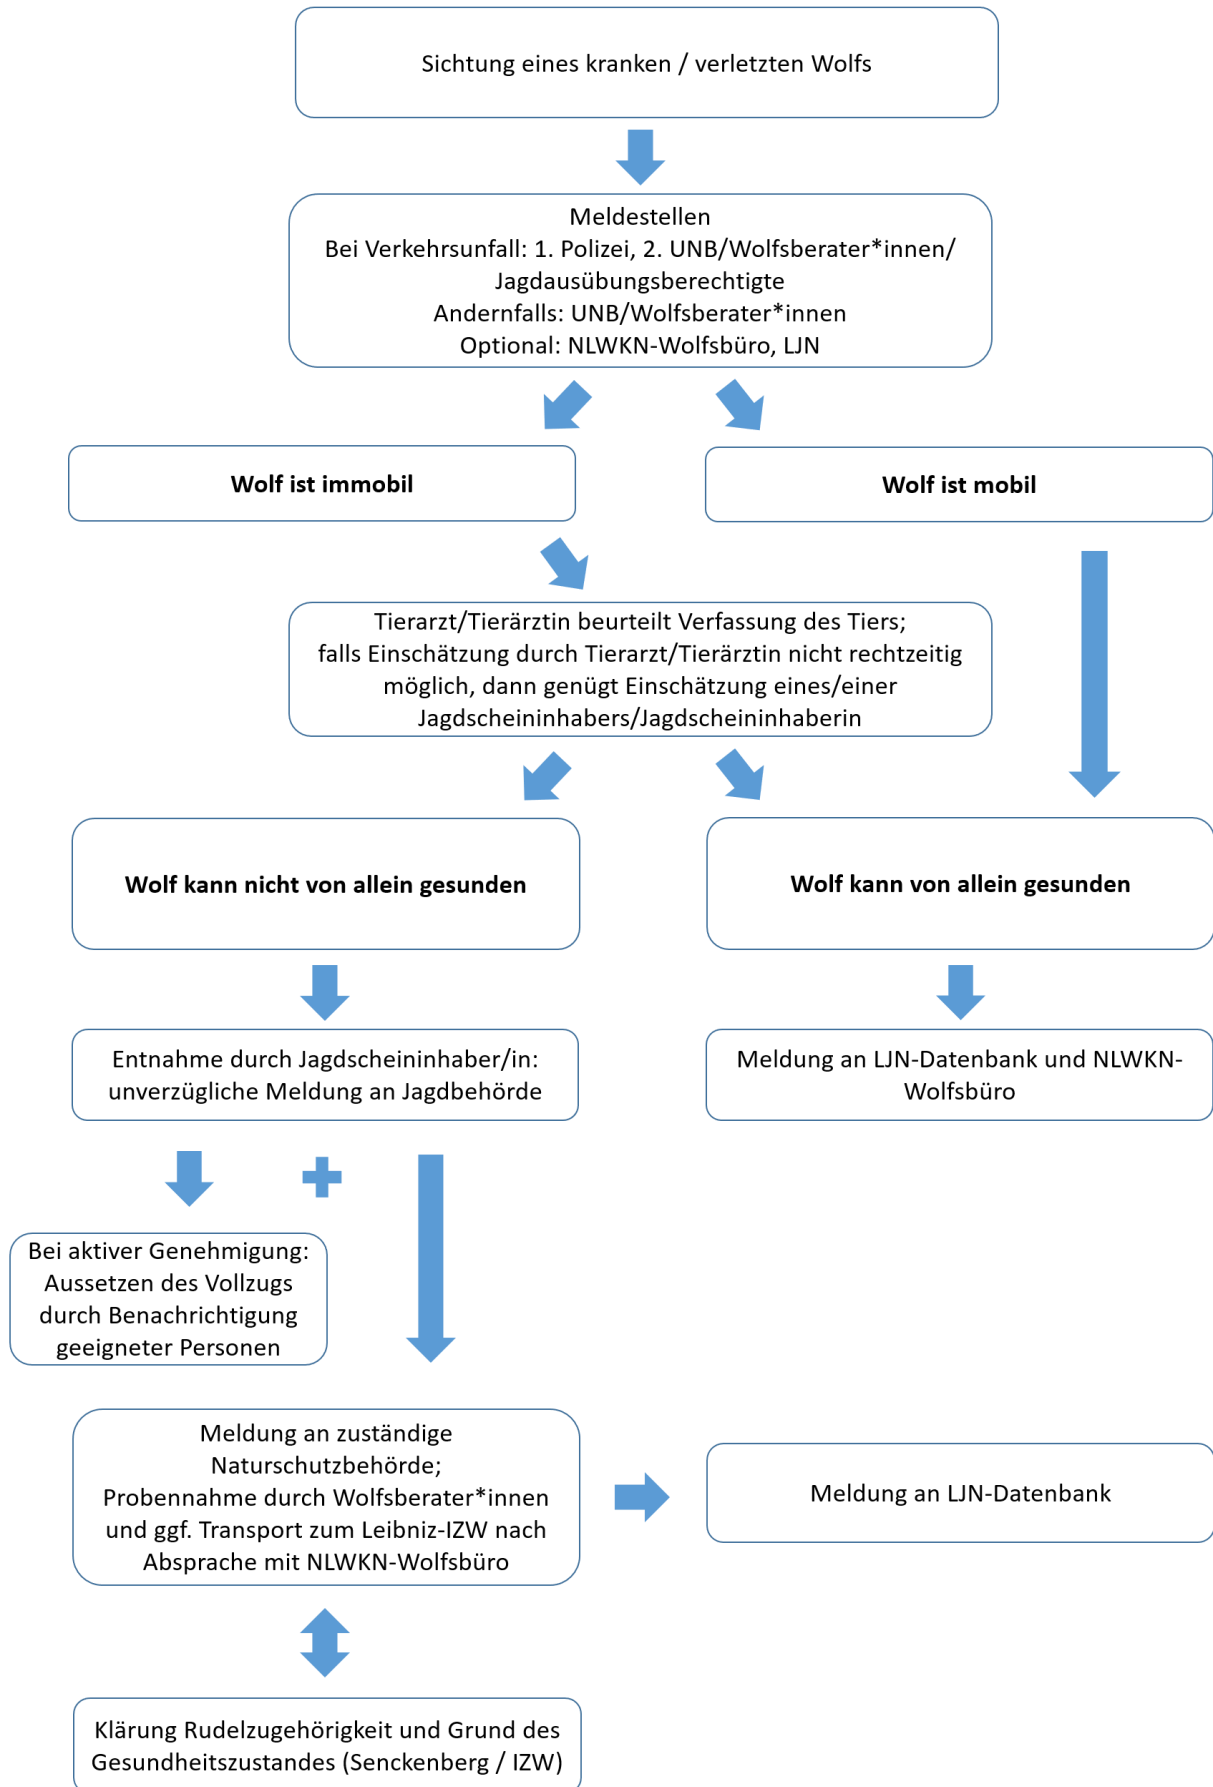 Sichtung eines kranken / verletzten Wolfs
Meldestellen
Bei Verkehrsunfall: 1. Polizei, 2. UNB/Wolfsberater*innen/
Jagdausübungsberechtigte
Andernfalls: UNB/Wolfsberater*innen
Optional: NLWKN-Wolfsbüro, LJN
Wolf ist immobil
Wolf ist mobil
Tierarzt/Tierärztin beurteilt Verfassung des Tiers;
falls Einschätzung durch Tierarzt/Tierärztin nicht rechtzeitig
möglich, dann genügt Einschätzung eines/einer
Jagdscheininhabers/Jagdscheininhaberin
Wolf kann nicht von allein gesunden
Wolf kann von allein gesunden
Entnahme durch Jagdscheininhaber/in:
unverzügliche Meldung an Jagdbehörde
Meldung an LJN-Datenbank und NLWKN-
Wolfsbüro
Bei aktiver Genehmigung:
Aussetzen des Vollzugs
durch Benachrichtigung
geeigneter Personen
Meldung an zuständige
Naturschutzbehörde;
Probennahme durch Wolfsberater*innen
und ggf. Transport zum Leibniz-IZW nach
Absprache mit NLWKN-Wolfsbüro
Meldung an LJN-Datenbank
Klärung Rudelzugehörigkeit und Grund des
Gesundheitszustandes (Senckenberg / IZW)